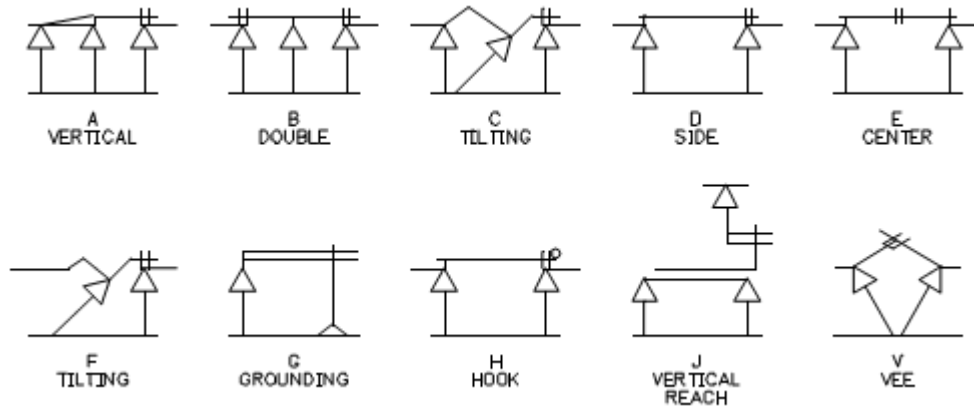 A
VERTICAL
B
DOUBLE
C
TILTING
D
SIDE
E
CENTER
F
TILTING
G
GROUNDING
H
HOOK
J
VERTICAL
REACH
V
VEE